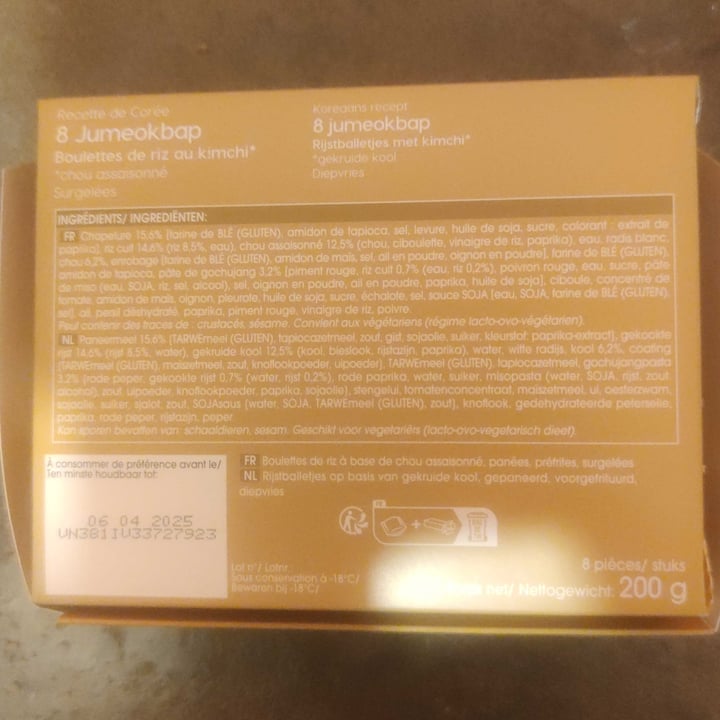 Recette de Corée
8 Jumeokbap
Boulettes de riz au kimchi*
*chou assaisonné
Surgelées
Koreaans recept
8 jumeokbap
Rijstballetjes met kimchi*
*gekruide kool
Diepvries
INGRÉDIENTS/ INGREDIËNTEN:
FR Chapelure 15,6% [farine de BLÉ (GLUTEN), amidon de tapioca, sel, levure, huile de soja, sucre, colorant : extrait de
paprika], riz cuit 14,6% (riz 8,5%, eau), chou assaisonné 12,5% (chou, ciboulette, vinaigre de riz, paprika), eau, radis blanc,
chou 6,2%, enrobage [farine de BLÉ (GLUTEN), amidon de maïs, sel, ail en poudre, oignon en poudre], farine de BLÉ (GLUTEN),
amidon de tapioca, pâte de gochujang 3,2% [piment rouge, riz cuit 0,7% (eau, riz 0,2%), poivron rouge, eau, sucre, pâte
de miso (eau, SOJA, riz, sel, alcool), sel, oignon en poudre, ail en poudre, paprika, huile de soja], ciboule, concentré de
tomate, amidon de maïs, oignon, pleurote, huile de soja, sucre, échalote, sel, sauce SOJA [eau, SOJA, farine de BLÉ (GLUTEN),
sel], ail, persil déshydraté, paprika, piment rouge, vinaigre de riz, poivre.
Peut contenir des traces de : crustacés, sésame. Convient aux végétariens (régime lacto-ovo-végétarien).
NL Paneermeel 15,6% [TARWEmeel (GLUTEN), tapiocazetmeel, zout, gist, sojaolie, suiker, kleurstof: paprika-extract], gekookte
rijst 14,6% (rijst 8,5%, water), gekruide kool 12,5% (kool, bieslook, rijstazijn, paprika), water, witte radijs, kool 6,2%, coating
[TARWEmeel (GLUTEN), maïszetmeel, zout, knoflookpoeder, uipoeder], TARWEmeel (GLUTEN), tapiocazetmeel, gochujangpasta
3,2% [rode peper, gekookte rijst 0,7% (water, rijst 0,2%), rode paprika, water, suiker, misopasta (water, SOJA, rijst, zout,
alcohol), zout, uipoeder, knoflookpoeder, paprika, sojaolie], stengelui, tomatenconcentraat, maïszetmeel, ui, oesterzwam,
sojaolie, suiker, sjalot, zout, SOJAsaus (water, SOJA, TARWEmeel (GLUTEN), zout), knoflook, gedehydrateerde peterselie,
paprika, rode peper, rijstazijn, peper.
Kan sporen bevatten van: schaaldieren, sesam. Geschikt voor vegetariërs (lacto-ovo-vegetarisch dieet).
À consommer de préférence avant le/
Ten minste houdbaar tot:
06 04 2025
VN381IV33727923
FR Boulettes de riz à base de chou assaisonné, panées, préfrites, surgelées
NL Rijstballetjes op basis van gekruide kool, gepaneerd, voorgefrituurd,
diepvries
FR
Lot n°/ Lotnr.:
Sous conservation à -18°C/
Bewaren bij -18°C/
8 pièces/ stuks
net/ Nettogewicht: 200 g